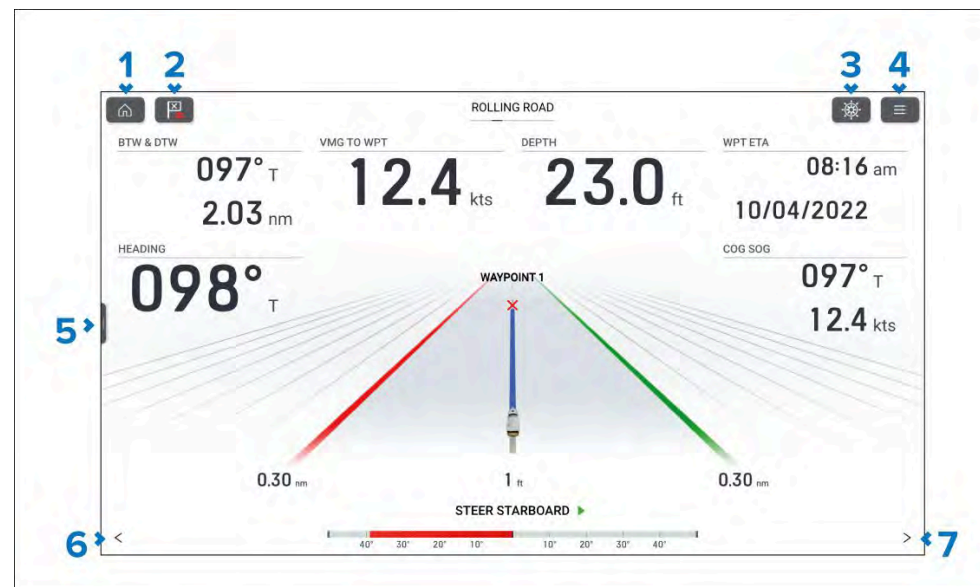 1 2 3 4
ROLLING ROAD
BTW & DTW
097° T
2.03 nm
VMG TO WPT
12.4 kts
DEPTH
23.0 ft
WPT ETA
08:16 am
10/04/2022
HEADING
098° T
COG SOG
097° T
12.4 kts
WAYPOINT 1
5
0.30 nm 1 ft 0.30 nm
STEER STARBOARD
6 < > 7
40° 30° 20° 10° 10° 20° 30° 40°